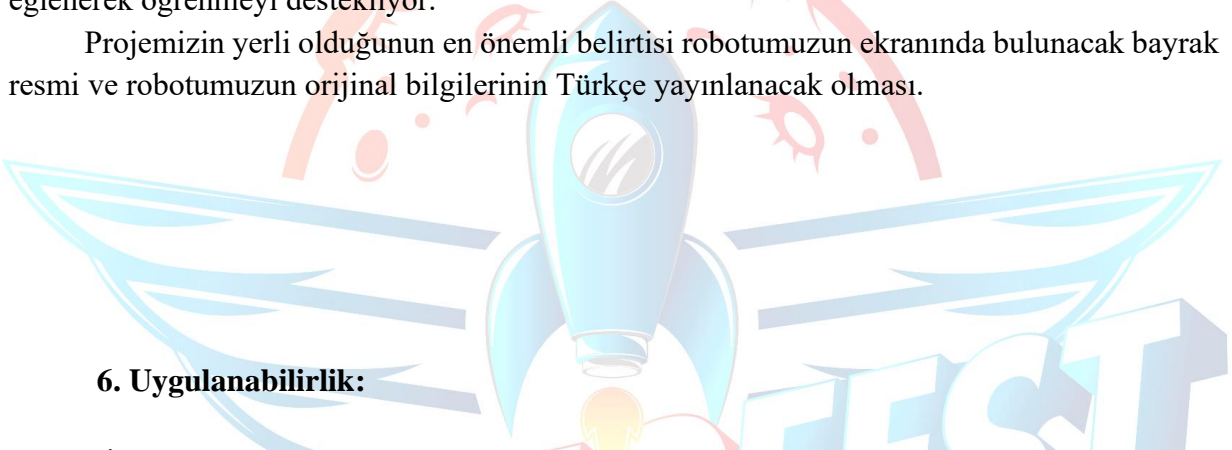 eğlenerek öğrenmeyi destekliyor.
Projemizin yerli olduğunun en önemli belirtisi robotumuzun ekranında bulunacak bayrak
resmi ve robotumuzun orijinal bilgilerinin Türkçe yayınlanacak olması.
6. Uygulanabilirlik:
FEST